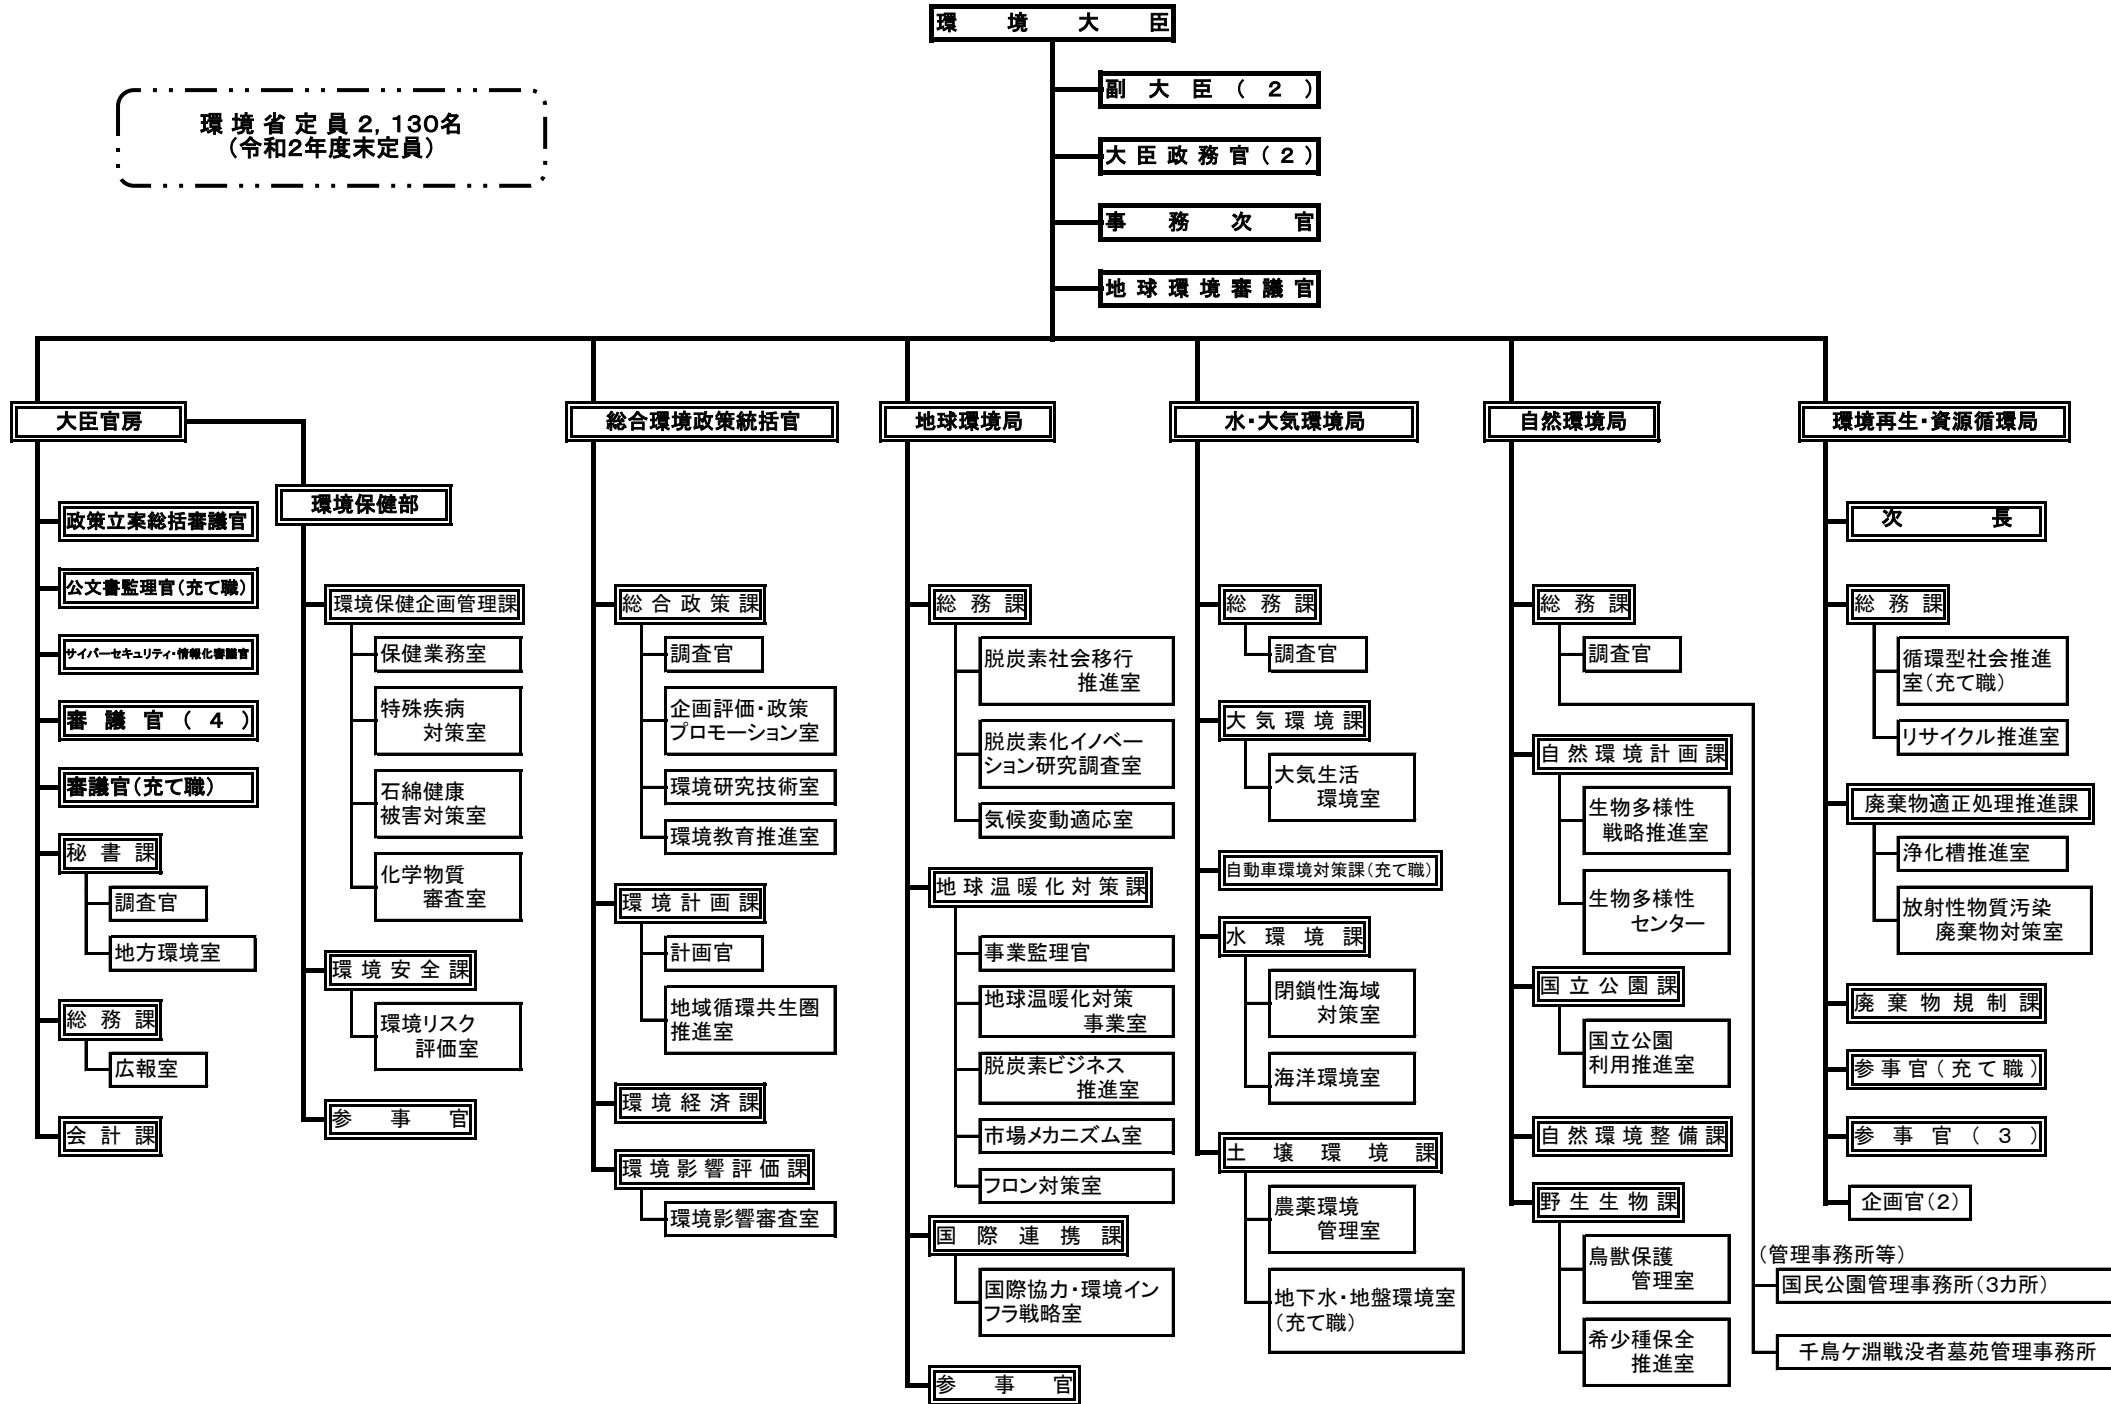 環境大臣
副大臣(2)
環境省定員2,130名
(令和2年度末定員)
大臣政務官(2)
事務次官
地球環境審議官
大臣官房
政策立案総括審議官
公文書監理官(充て職)
サイバーセキュリティ・情報化審議官
審議官(4)
審議官(充て職)
秘書課
調査官
地方環境室
総務課
広報室
会計課
環境保健部
環境保健企画管理課
保健業務室
特殊疾病
対策室
石綿健康
被害対策室
化学物質
審査室
環境安全課
環境リスク
評価室
参事官
総合環境政策統括官
総合政策課
調査官
企画評価・政策
プロモーション室
環境研究技術室
環境教育推進室
環境計画課
計画官
地域循環共生圏
推進室
環境経済課
環境影響評価課
環境影響審査室
地球環境局
総務課
脱炭素社会移行
推進室
脱炭素化イノベー
ション研究調査室
気候変動適応室
地球温暖化対策課
事業監理官
地球温暖化対策
事業室
脱炭素ビジネス
推進室
市場メカニズム室
フロン対策室
国際連携課
国際協力・環境イン
フラ戦略室
参事官
水・大気環境局
総務課
調査官
大気環境課
大気生活
環境室
自動車環境対策課(充て職)
水環境課
閉鎖性海域
対策室
海洋環境室
土壌環境課
農薬環境
管理室
地下水・地盤環境室
(充て職)
自然環境局
総務課
調査官
自然環境計画課
生物多様性
戦略推進室
生物多様性
センター
国立公園課
国立公園
利用推進室
自然環境整備課
野生生物課
鳥獣保護
管理室
希少種保全
推進室
(管理事務所等)
国民公園管理事務所(3カ所)
千鳥ケ淵戦没者墓苑管理事務所
環境再生・資源循環局
次長
総務課
循環型社会推進
室(充て職)
リサイクル推進室
廃棄物適正処理推進課
浄化槽推進室
放射性物質汚染
廃棄物対策室
廃棄物規制課
参事官(充て職)
参事官(3)
企画官(2)